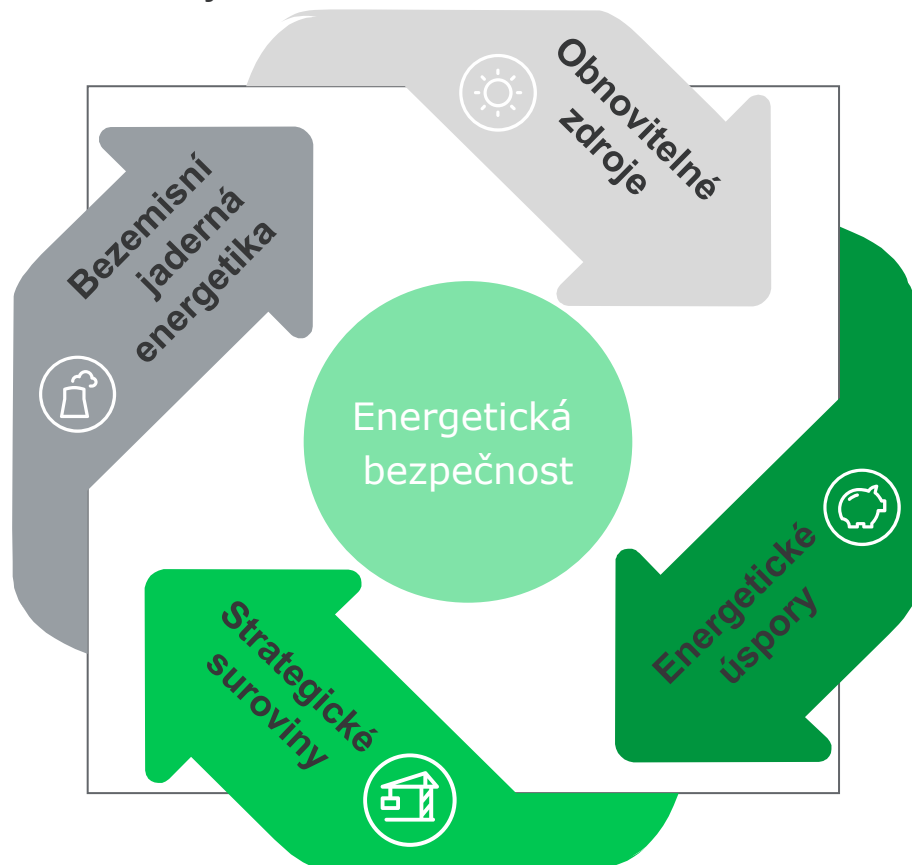 Obnovitelné
zdroje
Bezemisní
jaderná
energetika
Energetická
bezpečnost
Energetické
úspory
Strategické
suroviny